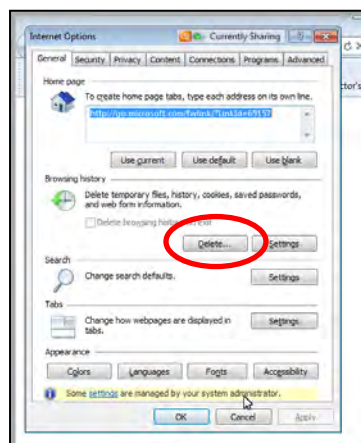 Internet Options
Currently Sharing
General Security Privacy Content Connections Programs Advanced
Home page
To create home page tabs, type each address on its own line.
http://go.microsoft.com/fwlink/?LinkId=69157
Use current Use default Use blank
Browsing history
Delete temporary files, history, cookies, saved passwords,
and web form information.
Delete browsing history on exit
Delete... Settings
Search
Change search defaults.
Settings
Tabs
Change how webpages are displayed in
tabs.
Settings
Appearance
Colors Languages Fonts Accessibility
Some settings are managed by your system administrator.
OK Cancel Apply